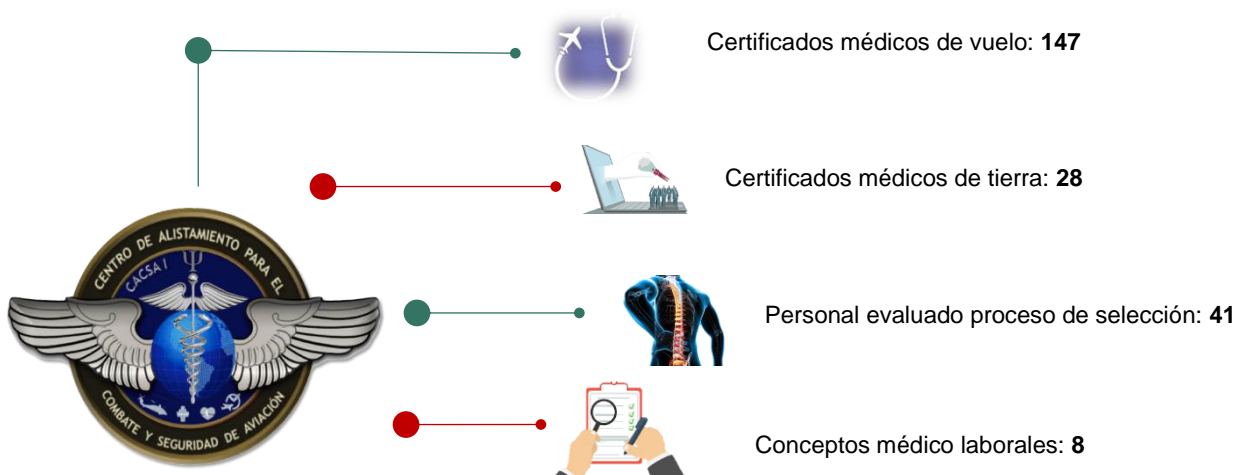 Certificados médicos de vuelo: 147
Certificados médicos de tierra: 28
CENTRO DE ALISTAMIENTO PARA EL
CACSA I
COMBATE Y SEGURIDAD DE AVIACIÓN
Personal evaluado proceso de selección: 41
Conceptos médico laborales: 8